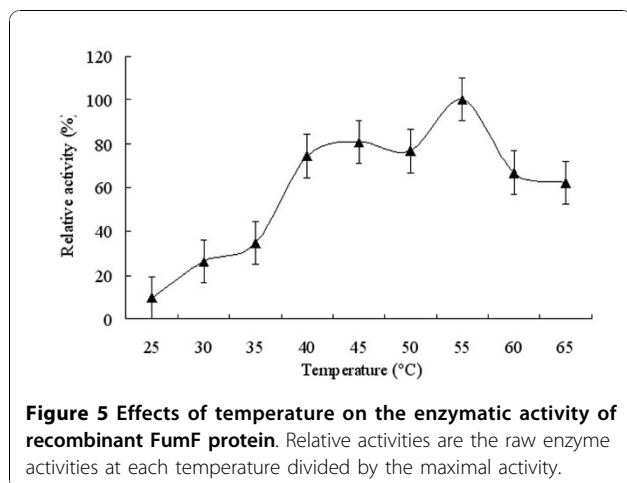 120
100
80
60
40
20
0
Relative activity (%)
25 30 35 40 45 50 55 60 65
Temperature (°C)
Figure 5 Effects of temperature on the enzymatic activity of
recombinant FumF protein. Relative activities are the raw enzyme
activities at each temperature divided by the maximal activity.